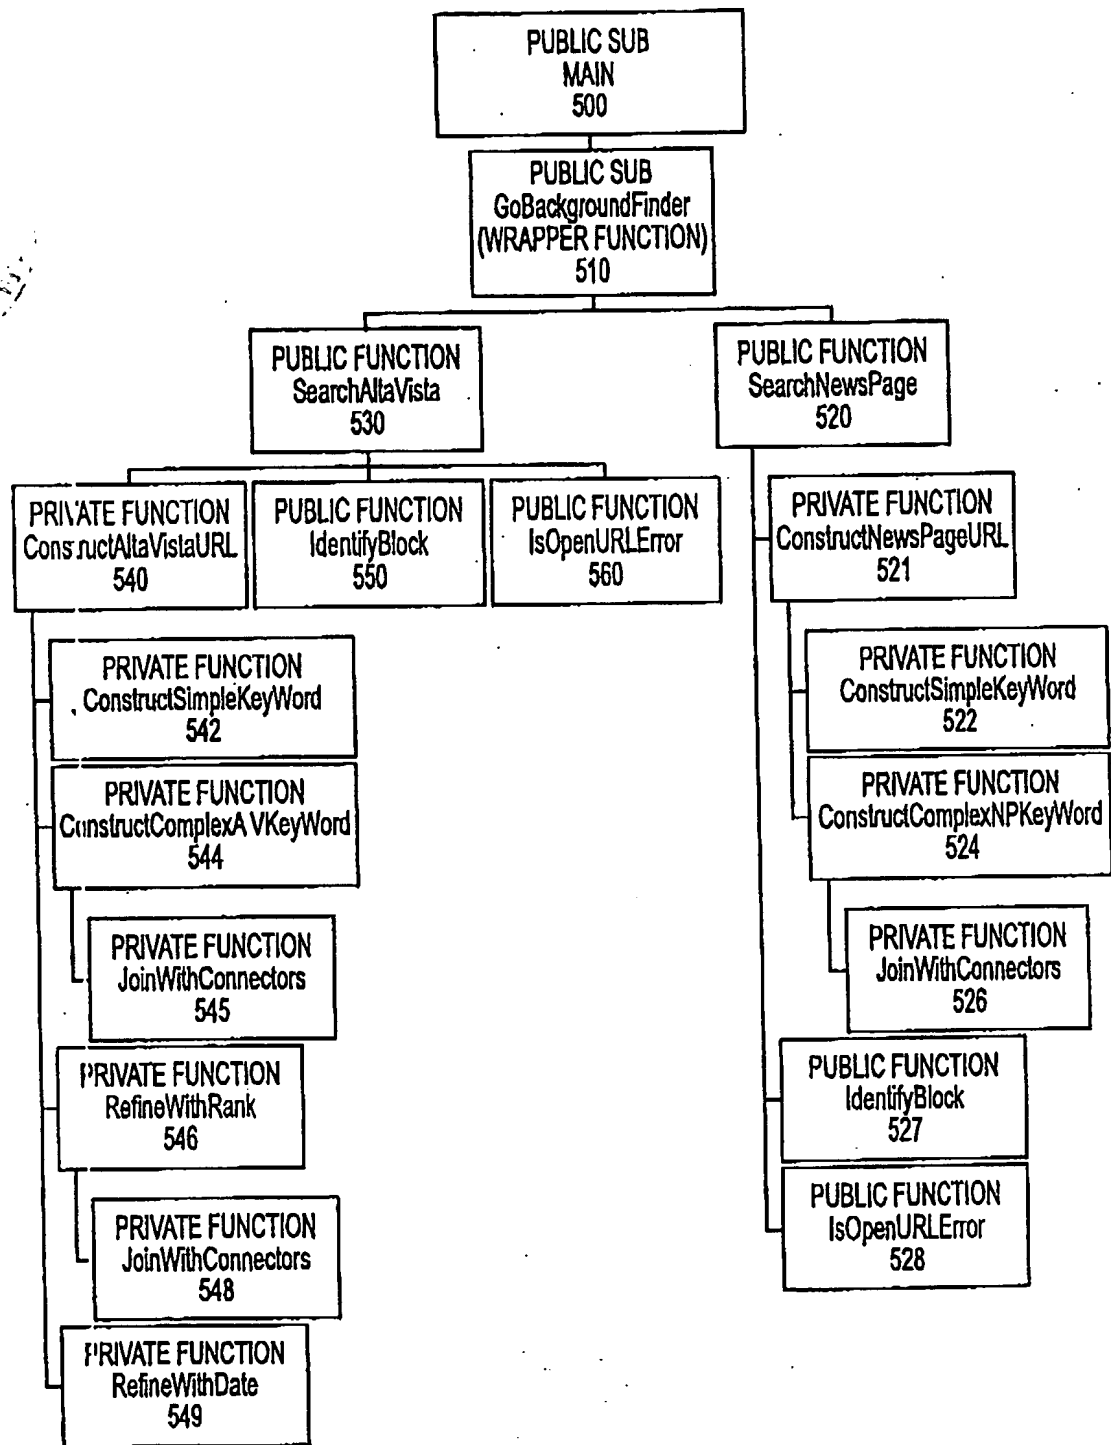 PUBLIC SUB
MAIN
500
PUBLIC SUB
GoBackgroundFinder
(WRAPPER FUNCTION)
510
PUBLIC FUNCTION
SearchAltaVista
530
PUBLIC FUNCTION
SearchNewsPage
520
PRIVATE FUNCTION
ConstructAltaVistaURL
540
PUBLIC FUNCTION
IdentifyBlock
550
PUBLIC FUNCTION
IsOpenURLError
560
PRIVATE FUNCTION
ConstructNewsPageURL
521
PRIVATE FUNCTION
ConstructSimpleKeyWord
542
PRIVATE FUNCTION
ConstructSimpleKeyWord
522
PRIVATE FUNCTION
ConstructComplexAVKeyWord
544
PRIVATE FUNCTION
ConstructComplexNPKeyWord
524
PRIVATE FUNCTION
JoinWithConnectors
545
PRIVATE FUNCTION
JoinWithConnectors
526
PRIVATE FUNCTION
RefineWithRank
546
PUBLIC FUNCTION
IdentifyBlock
527
PRIVATE FUNCTION
JoinWithConnectors
548
PUBLIC FUNCTION
IsOpenURLError
528
PRIVATE FUNCTION
RefineWithDate
549